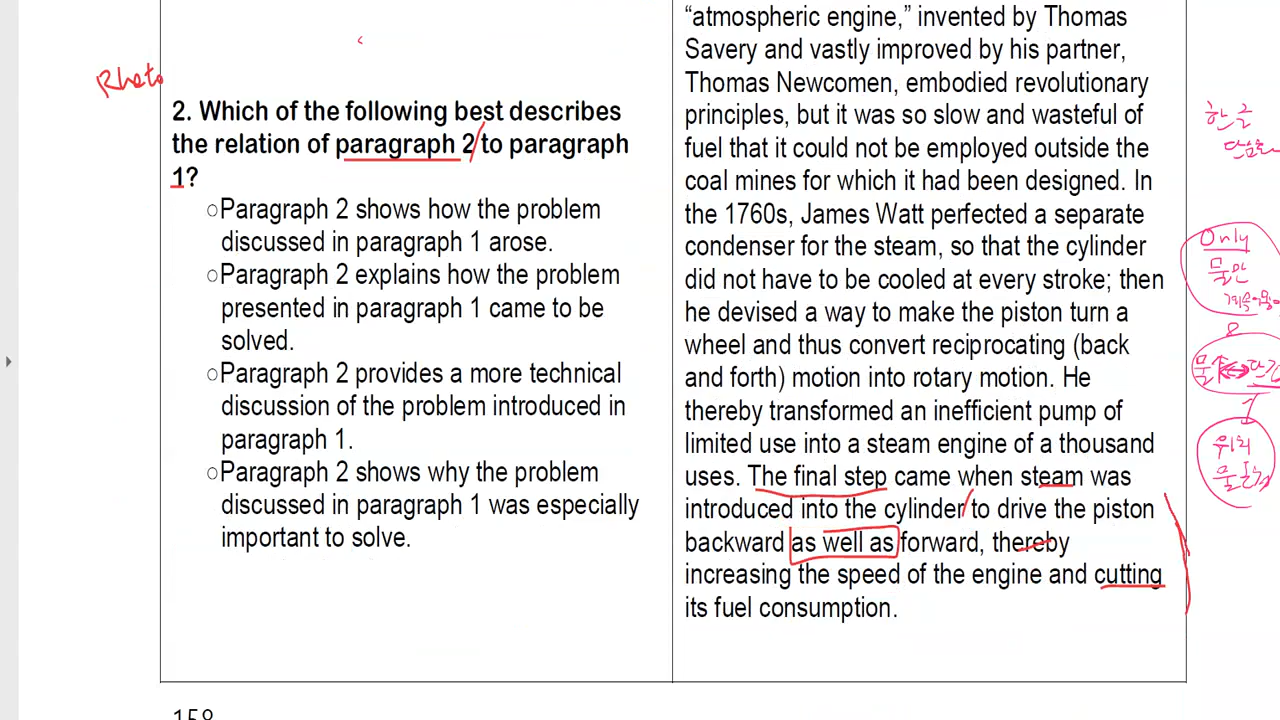 Rheto
2. Which of the following best describes
the relation of paragraph 2 to paragraph
1?
○Paragraph 2 shows how the problem
discussed in paragraph 1 arose.
○Paragraph 2 explains how the problem
presented in paragraph 1 came to be
solved.
○Paragraph 2 provides a more technical
discussion of the problem introduced in
paragraph 1.
○Paragraph 2 shows why the problem
discussed in paragraph 1 was especially
important to solve.
158
“atmospheric engine,” invented by Thomas
Savery and vastly improved by his partner,
Thomas Newcomen, embodied revolutionary
principles, but it was so slow and wasteful of
fuel that it could not be employed outside the
coal mines for which it had been designed. In
the 1760s, James Watt perfected a separate
condenser for the steam, so that the cylinder
did not have to be cooled at every stroke; then
he devised a way to make the piston turn a
wheel and thus convert reciprocating (back
and forth) motion into rotary motion. He
thereby transformed an inefficient pump of
limited use into a steam engine of a thousand
uses. The final step came when steam was
introduced into the cylinder to drive the piston
backward as well as forward, thereby
increasing the speed of the engine and cutting
its fuel consumption.
한글
Only
물만